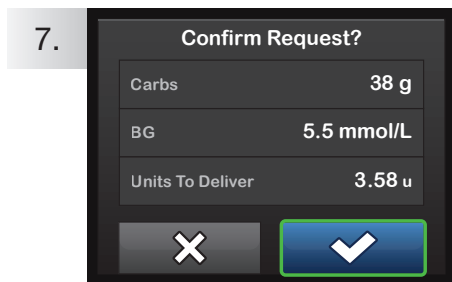 7.
Confirm Request?
Carbs 38 g
BG 5.5 mmol/L
Units To Deliver 3.58 u